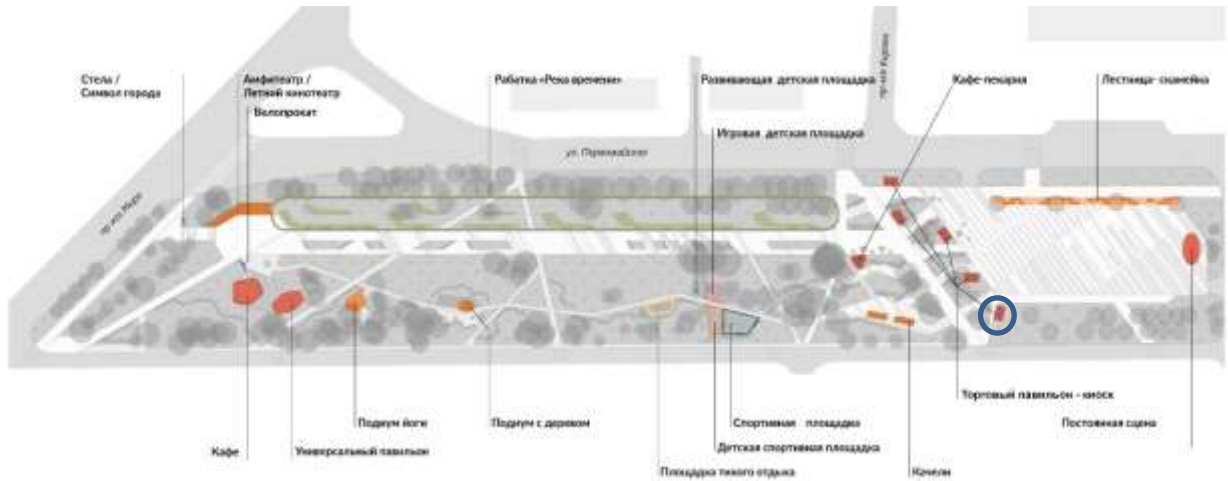 Стела /
Символ города
Амфитеатр /
Летний кинотеатр
Велопрокат
Рабатка «Река времени»
Развивающая детская площадка
Игровая детская площадка
Кафе-пекария
Лестница- скамейка
ул. Первомайская
Торговый павильон - киоск
Постоянная сцена
Подиум йоги
Подиум с деревом
Спортивная площадка
Кафе
Универсальный павильон
Детская спортивная площадка
Площадка тихого отдыха
Качели